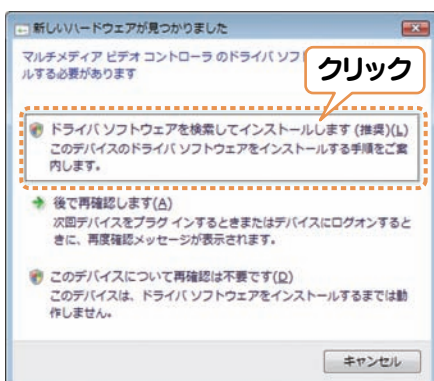 新しいハードウェアが見つかりました
マルチメディア ビデオ コントローラ のドライバ ソフ
ルする必要があります
クリック
ドライバ ソフトウェアを検索してインストールします (推奨)(L)
このデバイスのドライバ ソフトウェアをインストールする手順をご案
内します。
後で再確認します(A)
次回デバイスをプラグ インするときまたはデバイスにログオンすると
きに、再度確認メッセージが表示されます。
このデバイスについて再確認は不要です(D)
このデバイスは、ドライバ ソフトウェアをインストールするまでは動
作しません。
キャンセル